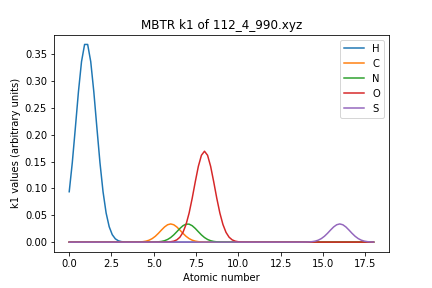 MBTR k1 of 112_4_990.xyz
k1 values (arbitrary units)
0.35
0.30
0.25
0.20
0.15
0.10
0.05
0.00
H
C
N
O
S
0.0 2.5 5.0 7.5 10.0 12.5 15.0 17.5
Atomic number